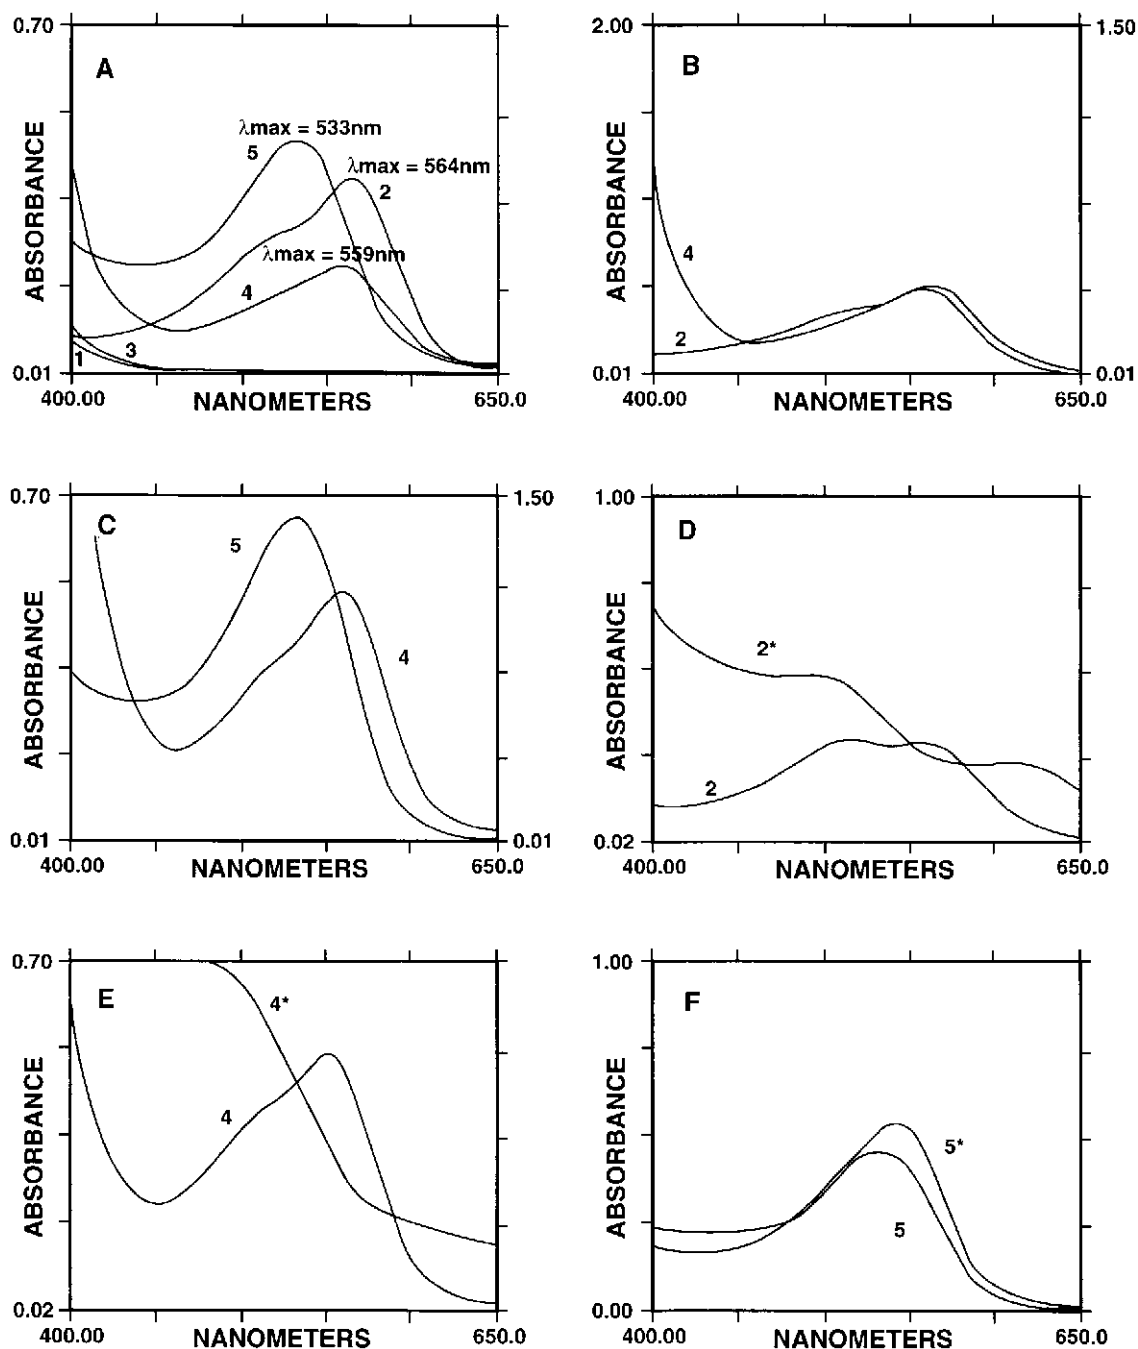 0.70
A
λmax = 533nm
5
λmax = 564nm
2
λmax = 559nm
4
3
1
ABSORBANCE
0.01
400.00
NANOMETERS
650.0
2.00
1.50
B
4
2
ABSORBANCE
0.01
0.01
400.00
NANOMETERS
650.0
0.70
1.50
C
5
4
ABSORBANCE
0.01
0.01
400.00
NANOMETERS
650.0
1.00
D
2*
2
ABSORBANCE
0.02
400.00
NANOMETERS
650.0
0.70
E
4*
4
ABSORBANCE
0.02
400.00
NANOMETERS
650.0
1.00
F
5*
5
ABSORBANCE
0.00
400.00
NANOMETERS
650.0